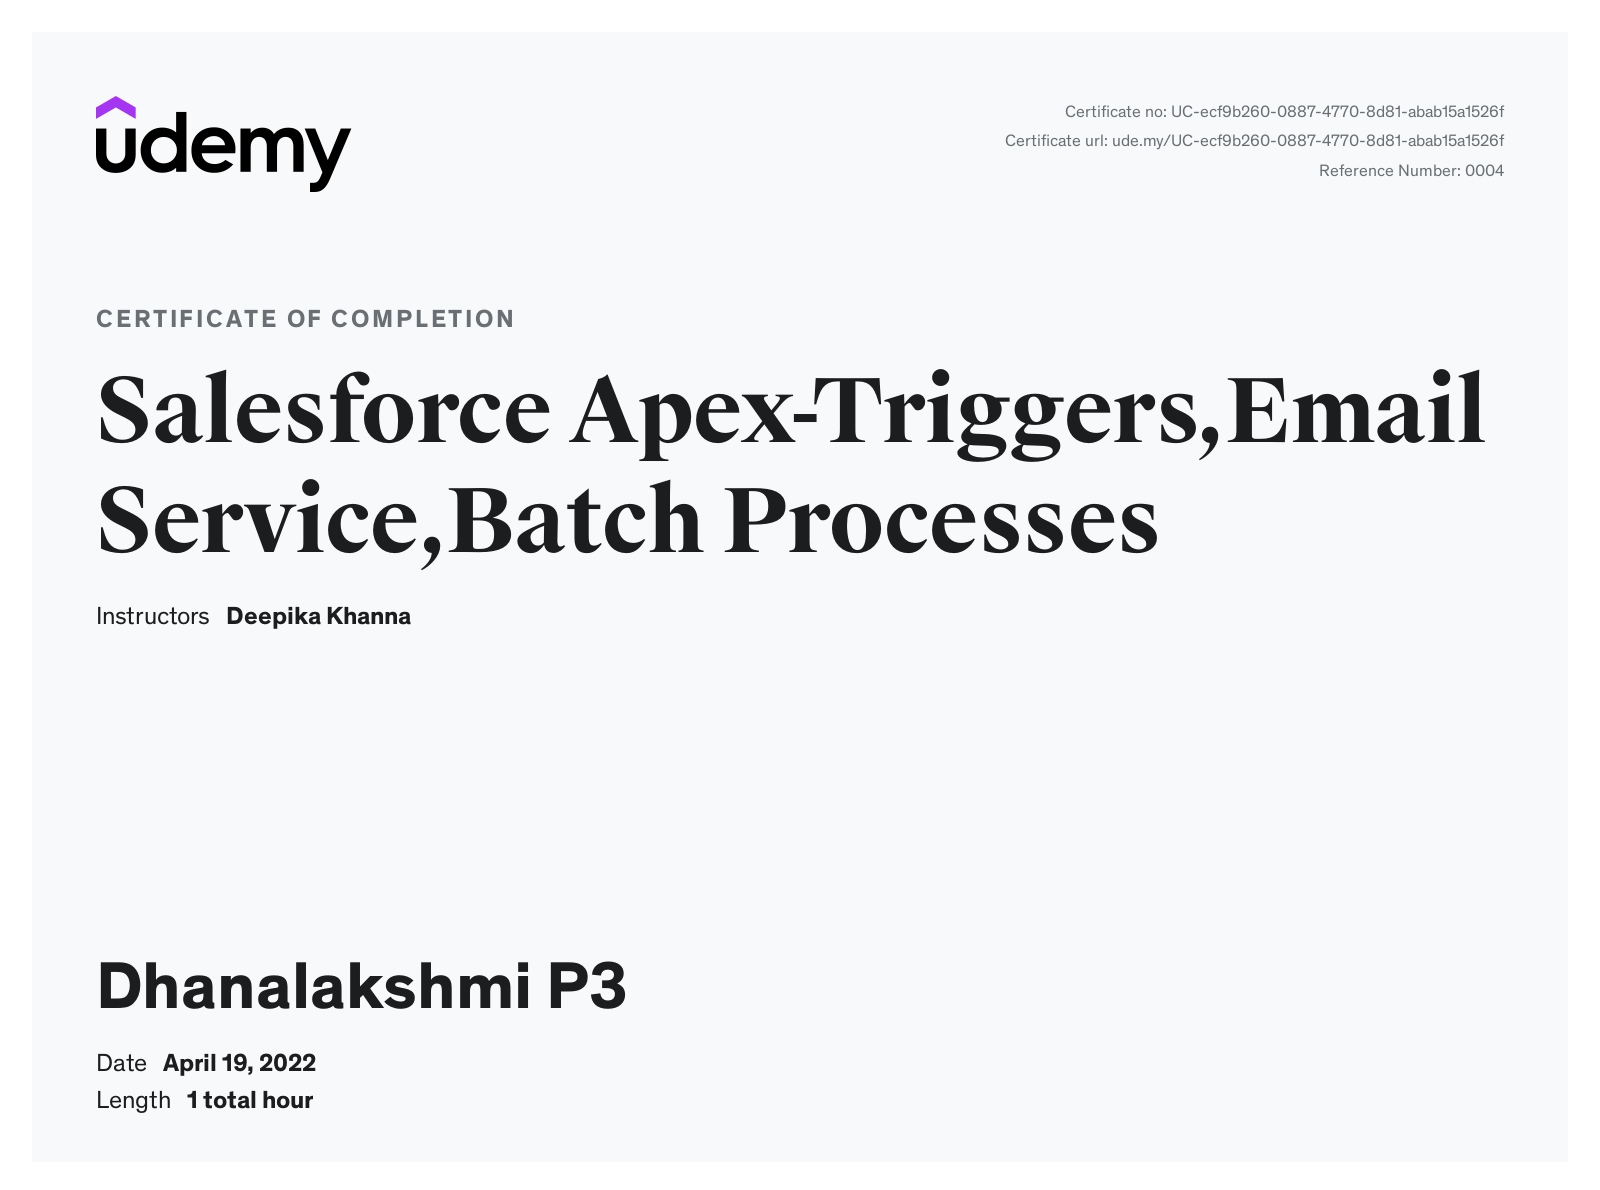 udemy
Certificate no: UC-ecf9b260-0887-4770-8d81-abab15a1526f
Certificate url: ude.my/UC-ecf9b260-0887-4770-8d81-abab15a1526f
Reference Number: 0004
CERTIFICATE OF COMPLETION
Salesforce Apex-Triggers,Email
Service,Batch Processes
Instructors Deepika Khanna
Dhanalakshmi P3
Date April 19, 2022
Length 1 total hour